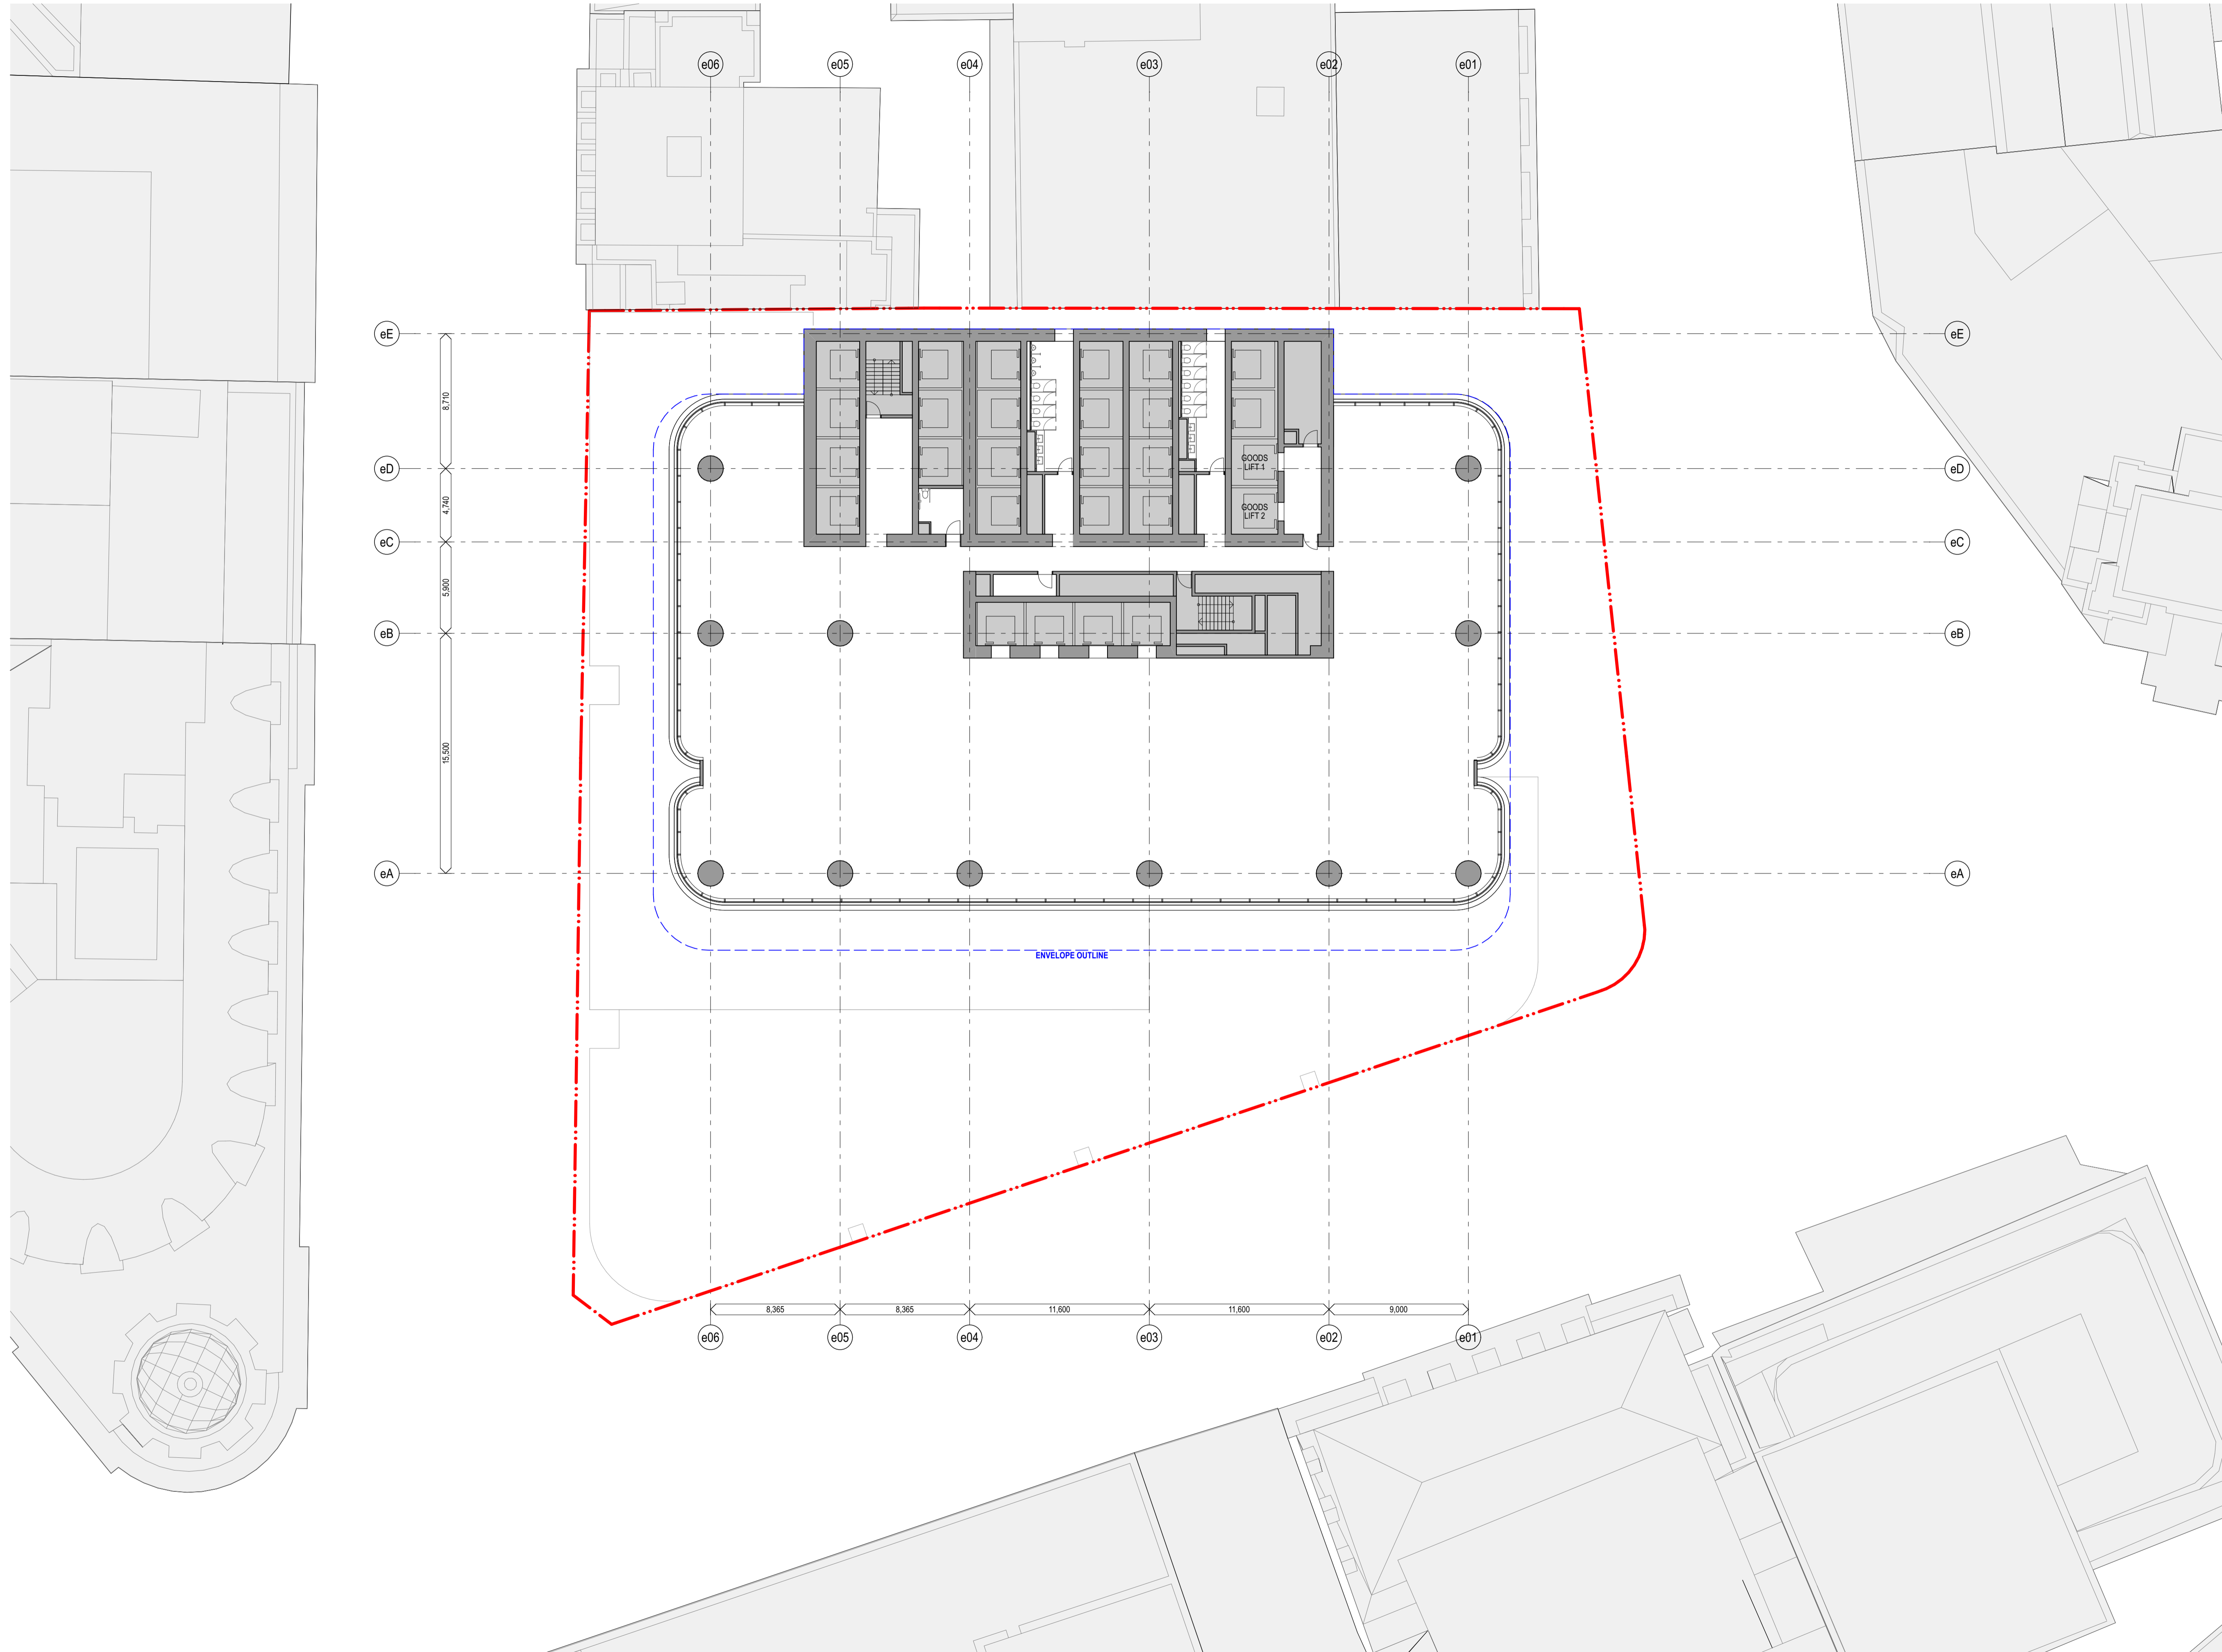 e06 e05 e04 e03 e02 e01
eE eE
8,710
eD eD
GOODS
LIFT 1
4,740
GOODS
LIFT 2
eC eC
5,900
eB eB
15,500
eA eA
ENVELOPE OUTLINE
8,365 8,365 11,600 11,600 9,000
e06 e05 e04 e03 e02 e01